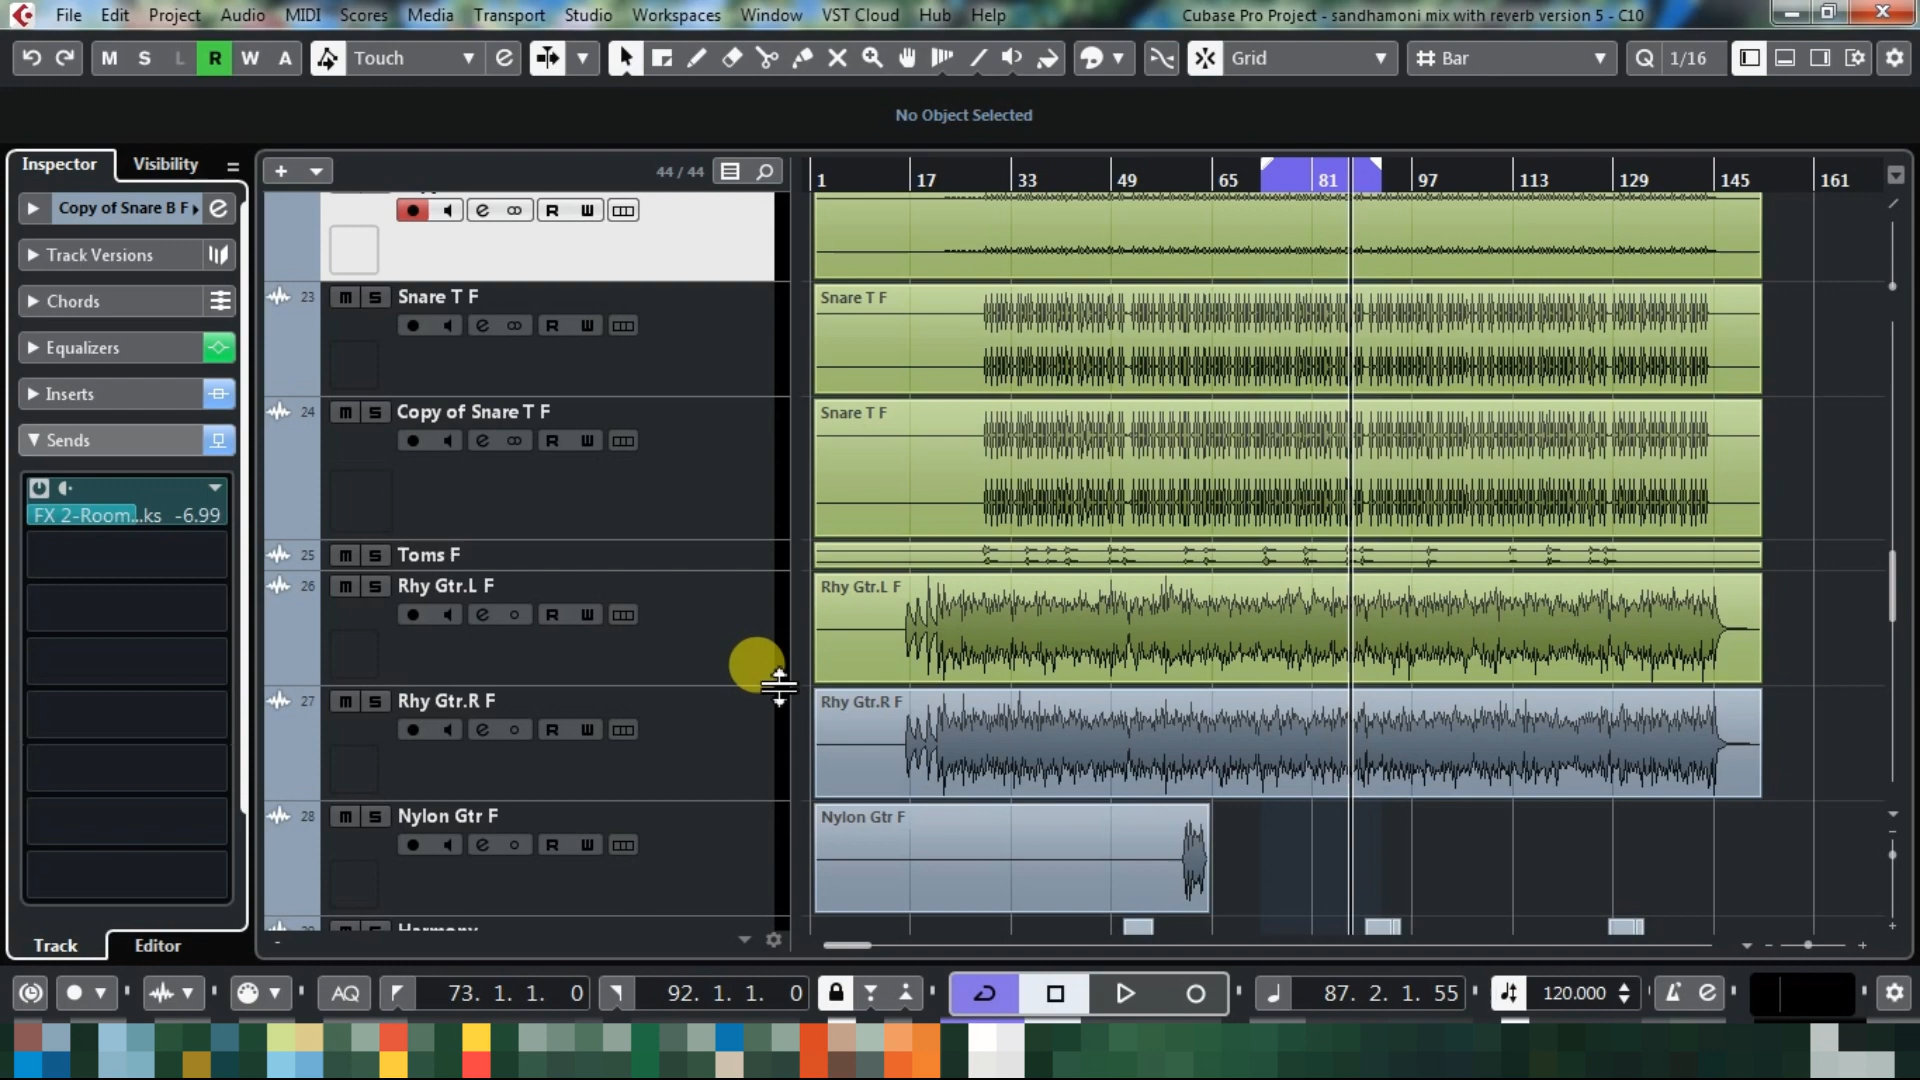 File Edit Project Audio MIDI Scores Media Transport Studio Workspaces Window VST Cloud Hub Help Cubase Pro Project - sandhamoni mix with reverb version 5 - C10
M S L R W A Touch Grid Bar Q 1/16
No Object Selected
Inspector Visibility
44 / 44
1 17 33 49 65 81 97 113 129 145 161
Copy of Snare B F
R W
Track Versions
Chords
Equalizers
Inserts
Sends
FX 2-Room...ks -6.99
23 m S Snare T F
R W
Snare T F
24 m S Copy of Snare T F
R W
Snare T F
25 m S Toms F
26 m S Rhy Gtr.L F
R W
Rhy Gtr.L F
27 m S Rhy Gtr.R F
R W
Rhy Gtr.R F
28 m S Nylon Gtr F
R W
Nylon Gtr F
Harmony
Track Editor
AQ 73. 1. 1. 0 92. 1. 1. 0 87. 2. 1. 55 120.000